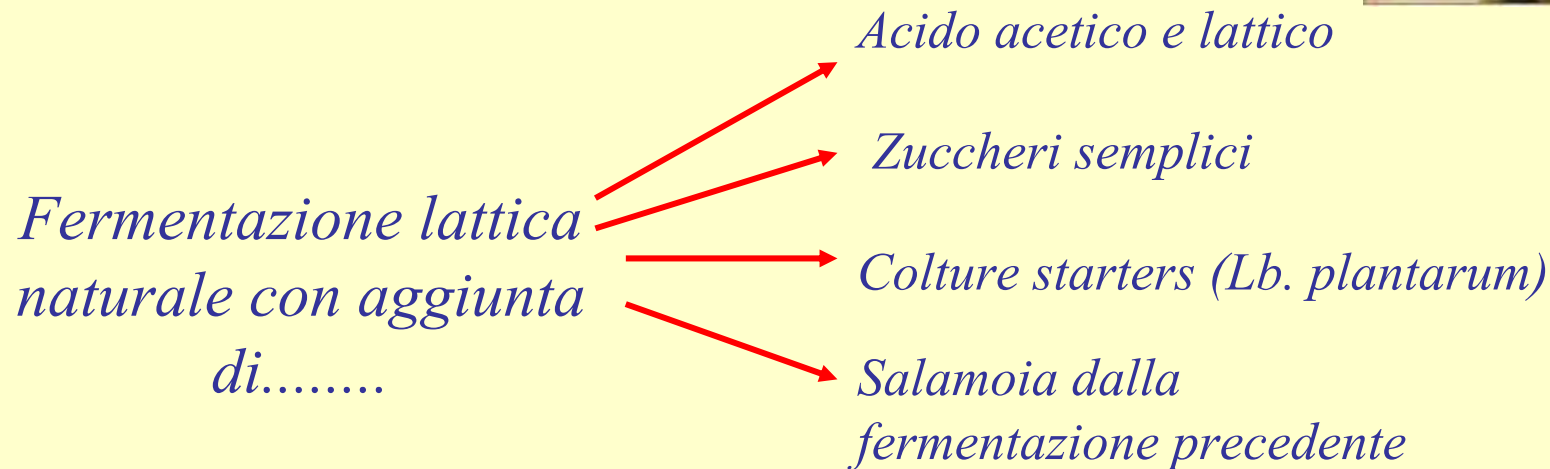 Acido acetico e lattico
Zuccheri semplici
Fermentazione lattica
naturale con aggiunta
di........
Colture starters (Lb. plantarum)
Salamoia dalla
fermentazione precedente